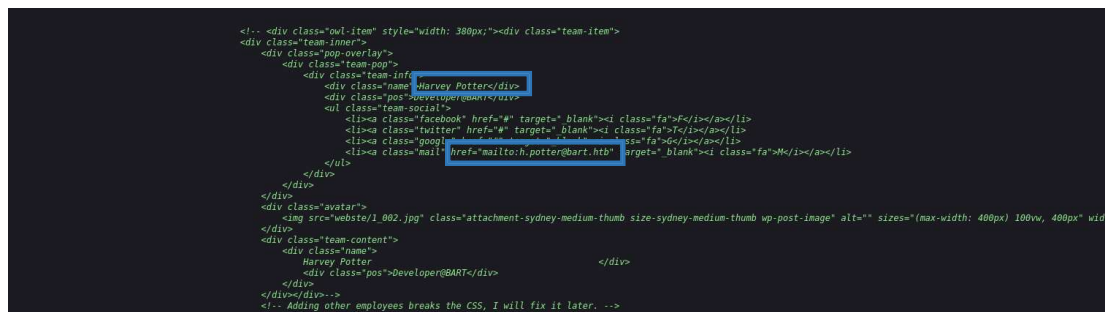 <!-- <div class="owl-item" style="width: 380px;"><div class="team-item">
<div class="team-inner">
<div class="pop-overlay">
<div class="team-pop">
<div class="team-info">
<div class="name">Harvey Potter</div>
<div class="pos">Developer@BART</div>
<ul class="team-social">
<li><a class="facebook" href="#" target="_blank"><i class="fa">F</i></a></li>
<li><a class="twitter" href="#" target="_blank"><i class="fa">T</i></a></li>
<li><a class="google" href="#" target="_blank"><i class="fa">G</i></a></li>
<li><a class="mail" href="mailto:h.potter@bart.htb" target="_blank"><i class="fa">M</i></a></li>
</ul>
</div>
</div>
</div>
<div class="avatar">
<img src="webste/1_002.jpg" class="attachment-sydney-medium-thumb size-sydney-medium-thumb wp-post-image" alt="" sizes="(max-width: 400px) 100vw, 400px" wid
</div>
<div class="team-content">
<div class="name">
Harvey Potter </div>
<div class="pos">Developer@BART</div>
</div>
</div></div>-->
<!-- Adding other employees breaks the CSS, I will fix it later. -->